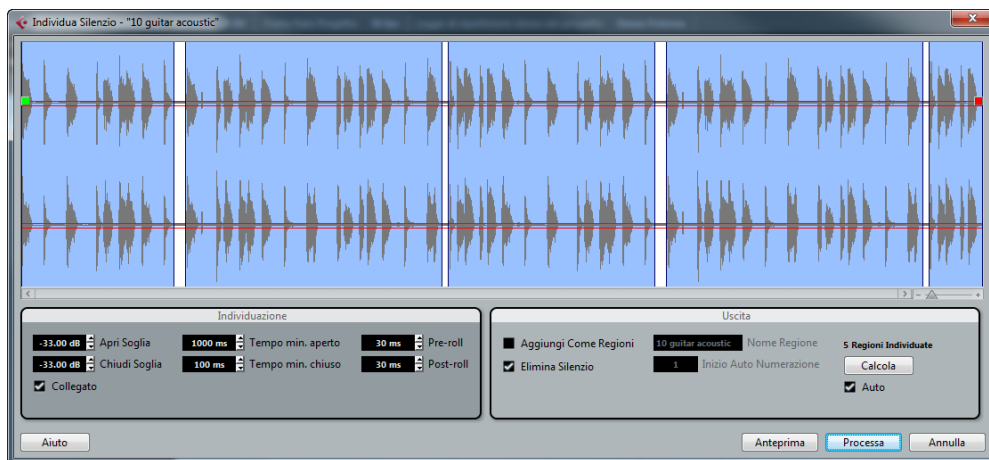 Individua Silenzio - "10 guitar acoustic"
Individuazione
-33.00 dB Apri Soglia 1000 ms Tempo min. aperto 30 ms Pre-roll
-33.00 dB Chiudi Soglia 100 ms Tempo min. chiuso 30 ms Post-roll
Collegato
Uscita
Aggiungi Come Regioni 10 guitar acoustic Nome Regione 5 Regioni Individuate
Elimina Silenzio 1 Inizio Auto Numerazione Calcola
Auto
Aiuto Anteprima Processa Annulla